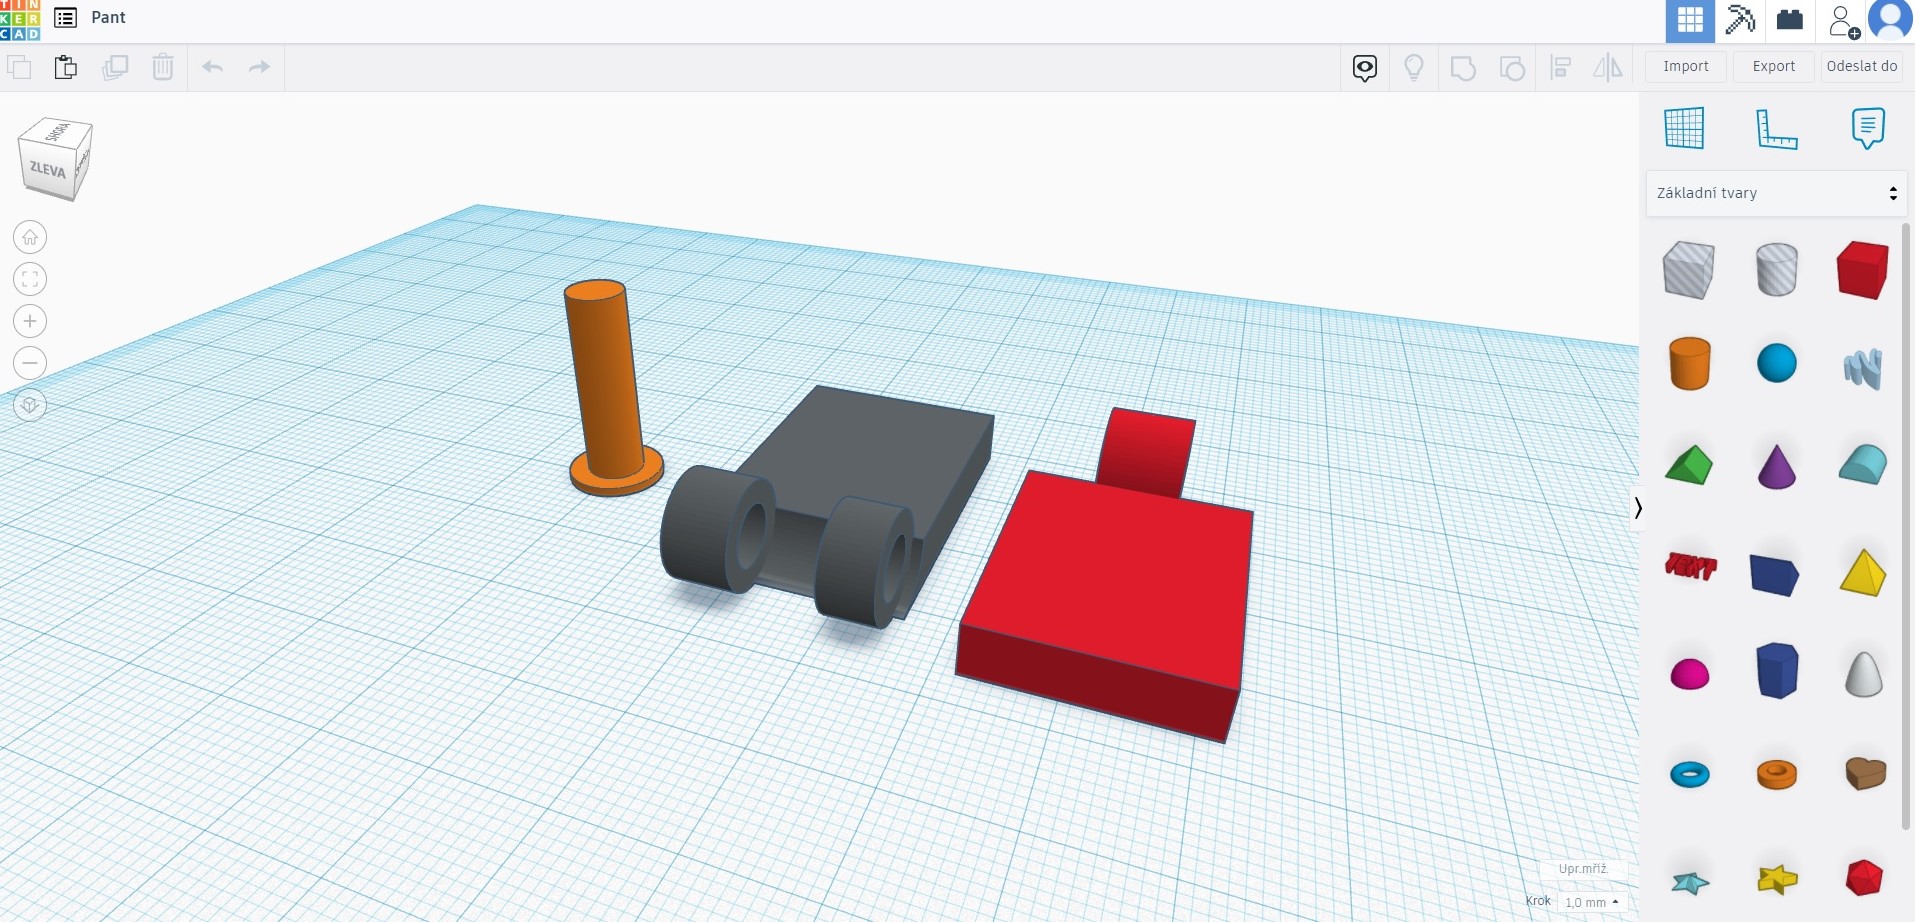 TIN
KER
CAD
Pant
Import
Export
Odeslat do
SHORA
ZLEVA
Základní tvary
TEXT
Upr.mříž.
Krok
1,0 mm